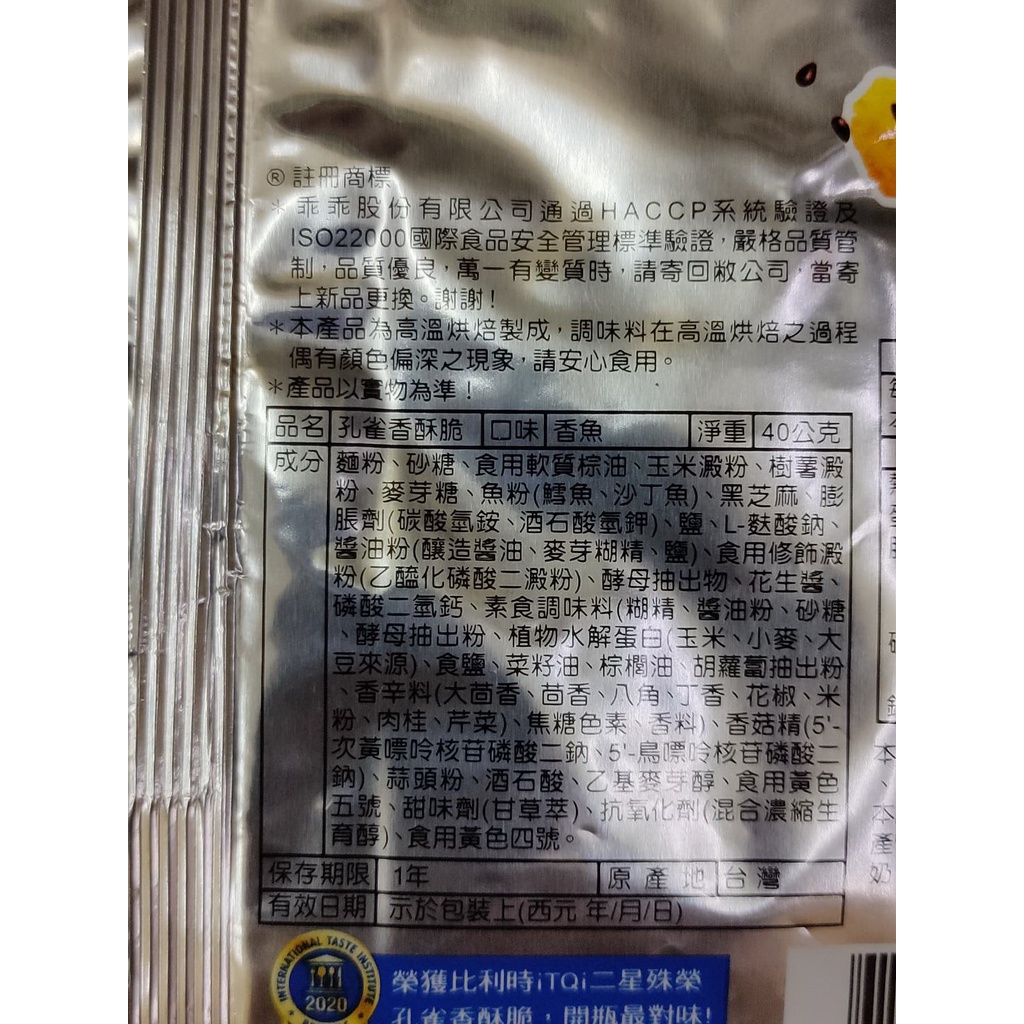 ® 註冊商標
*乖乖股份有限公司通過HACCP系統驗證及
ISO22000國際食品安全管理標準驗證,嚴格品質管
制,品質優良,萬一有變質時,請寄回敝公司,當寄
上新品更換。謝謝!
*本產品為高溫烘焙製成,調味料在高溫烘焙之過程
偶有顏色偏深之現象,請安心食用。
*產品以實物為準!
品名 孔雀香酥脆 口味 香魚 淨重 40公克
成分 麵粉、砂糖、食用軟質棕油、玉米澱粉、樹薯澱
粉、麥芽糖、魚粉(鱈魚、沙丁魚)、黑芝麻、膨
脹劑(碳酸氫銨、酒石酸氫鉀)、鹽、L-麩酸鈉、
醬油粉(釀造醬油、麥芽糊精、鹽)、食用修飾澱
粉(乙醯化磷酸二澱粉)、酵母抽出物、花生醬、
磷酸二氫鈣、素食調味料(糊精、醬油粉、砂糖
、酵母抽出粉、植物水解蛋白(玉米、小麥、大
豆來源)、食鹽、菜籽油、棕櫚油、胡蘿蔔抽出粉
、香辛料(大茴香、茴香、八角、丁香、花椒、米
粉、肉桂、芹菜)、焦糖色素、香料)、香菇精(5'-
次黃嘌呤核苷磷酸二鈉、5'-鳥嘌呤核苷磷酸二
鈉)、蒜頭粉、酒石酸、乙基麥芽醇、食用黃色
五號、甜味劑(甘草萃)、抗氧化劑(混合濃縮生
育醇)、食用黃色四號。
保存期限 1年 原產地 台灣
有效日期 示於包裝上(西元 年/月/日)
INTERNATIONAL TASTE INSTITUTE
2020
榮獲比利時iTQi二星殊榮
孔雀香酥脆,開瓶最對味!
本
、
本
產
奶